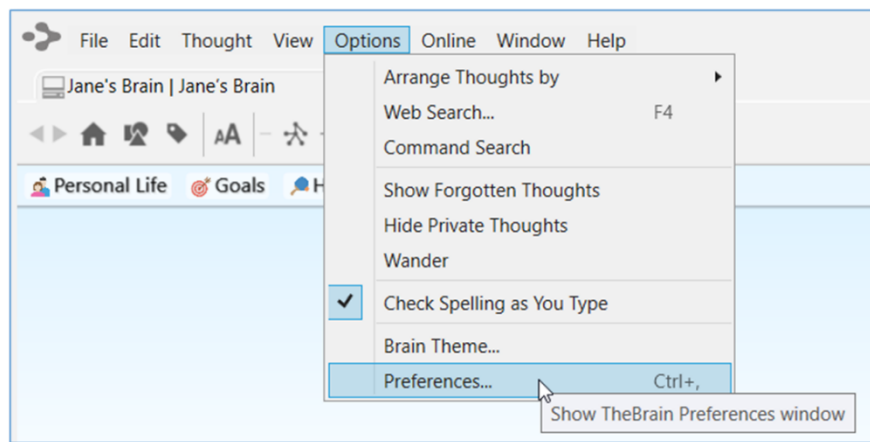 File Edit Thought View Options Online Window Help
Jane's Brain | Jane's Brain
Arrange Thoughts by
Web Search... F4
AA
Command Search
Personal Life Goals H
Show Forgotten Thoughts
Hide Private Thoughts
Wander
Check Spelling as You Type
Brain Theme...
Preferences... Ctrl+,
Show TheBrain Preferences window